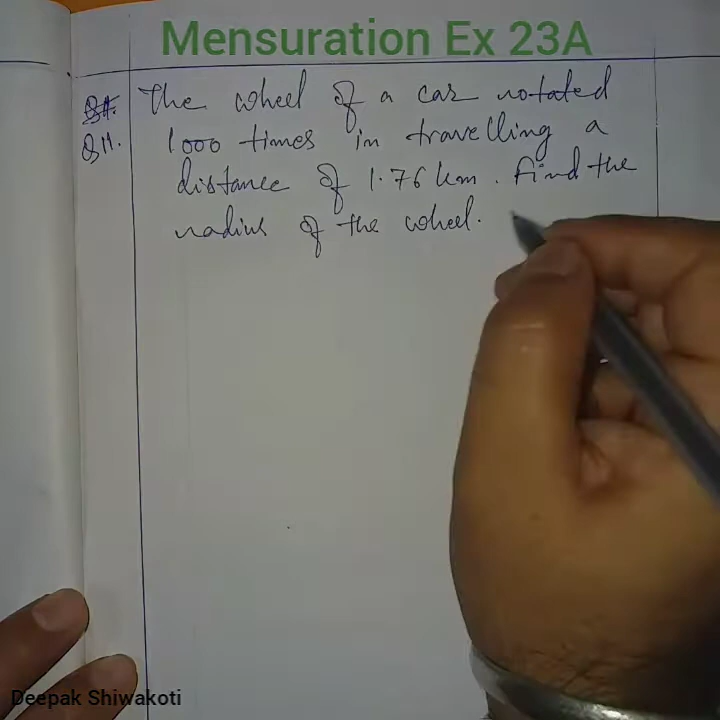 Mensuration Ex 23A
Q11. The wheel of a car rotated
1000 times in travelling a
distance of 1.76 km. Find the
radius of the wheel.
Deepak Shiwakoti